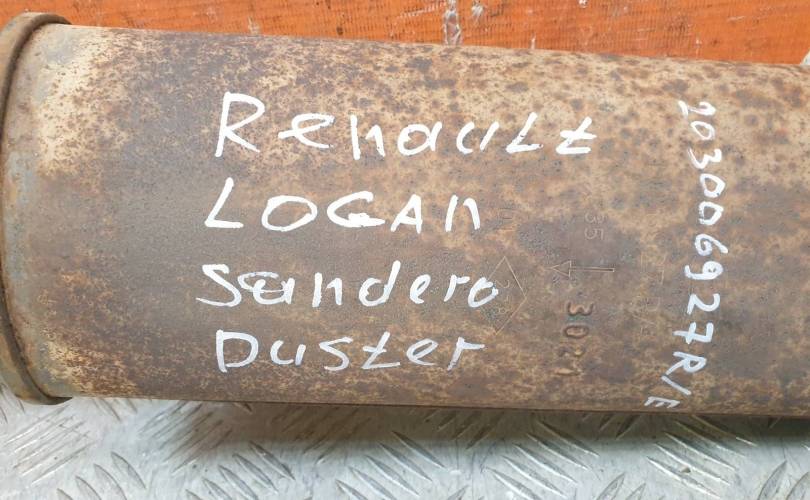 Renault
LOGAN
Sandero
Duster
203006927R/E